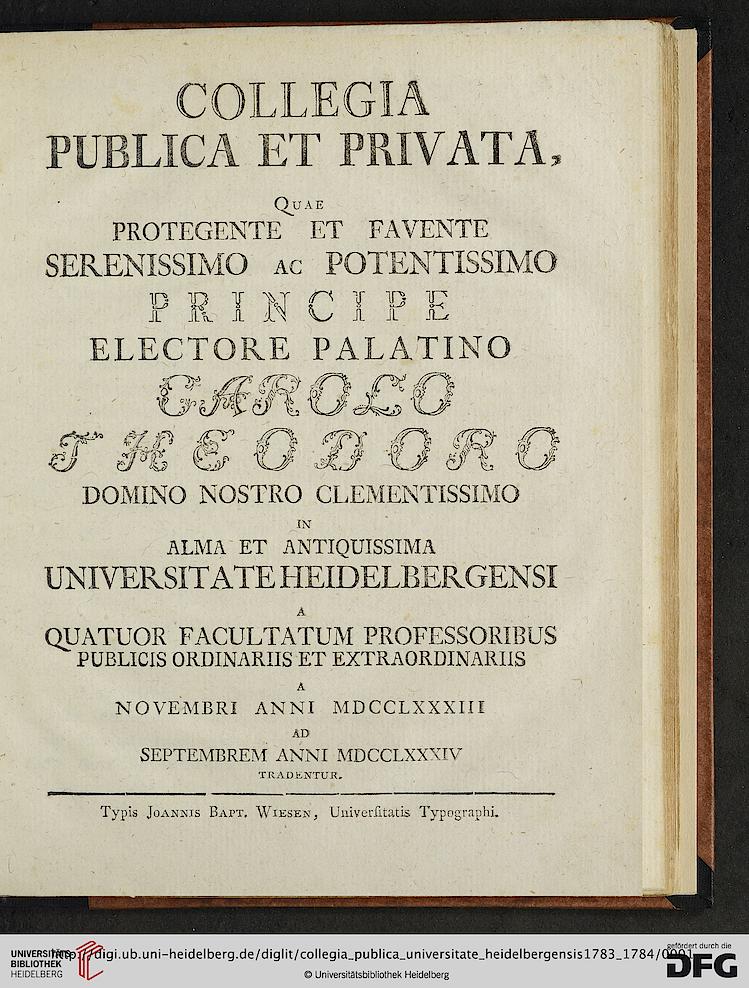 COLLEGIA
PUBLICA ET PRIVATA,
QUAE
PROTEGENTE ET FAVENTE
SERENISSIMO AC POTENTISSIMO
PRINCIPE
ELECTORE PALATINO
CAROLO
THEODORO
DOMINO NOSTRO CLEMENTISSIMO
IN
ALMA ET ANTIQUISSIMA
UNIVERSITATE HEIDELBERGENSI
A
QUATUOR FACULTATUM PROFESSORIBUS
PUBLICIS ORDINARIIS ET EXTRAORDINARIIS
A
NOVEMBRI ANNI MDCCLXXXIII
AD
SEPTEMBREM ANNI MDCCLXXXIV
TRADENTUR.
Typis JOANNIS BAPT. WIESEN, Univerſitatis Typographi.
UNIVERSITÄTS-
BIBLIOTHEK
HEIDELBERG
http://digi.ub.uni-heidelberg.de/diglit/collegia_publica_universitate_heidelbergensis1783_1784/0001
© Universitätsbibliothek Heidelberg
gefördert durch die
DFG